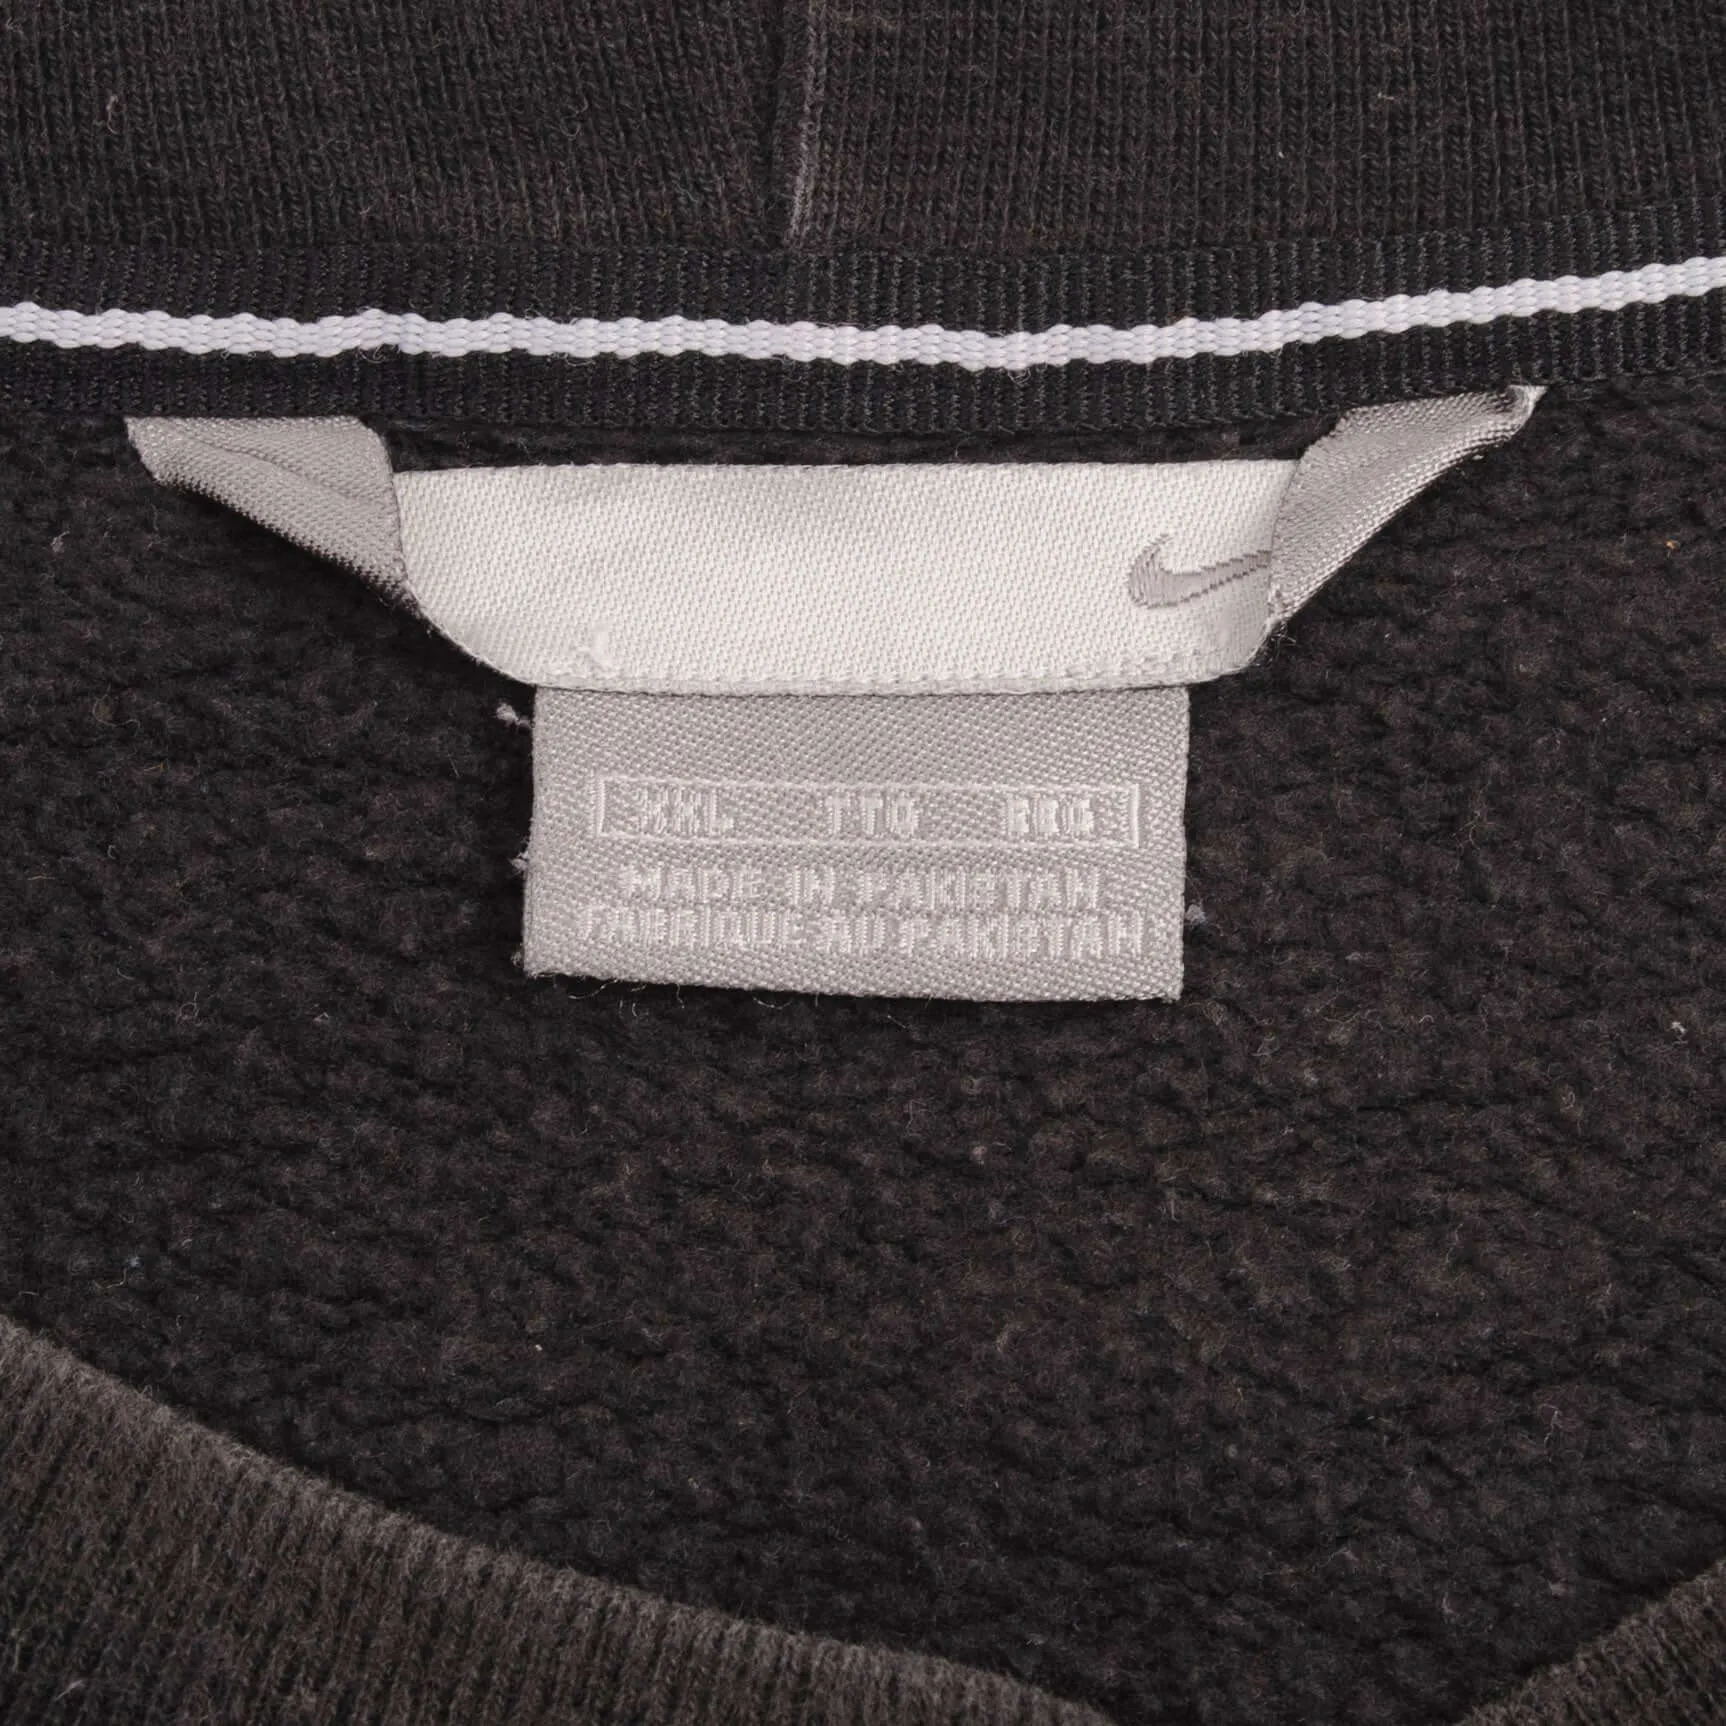 XXL TTG EEG
MADE IN PAKISTAN
FABRIQUE AU PAKISTAN